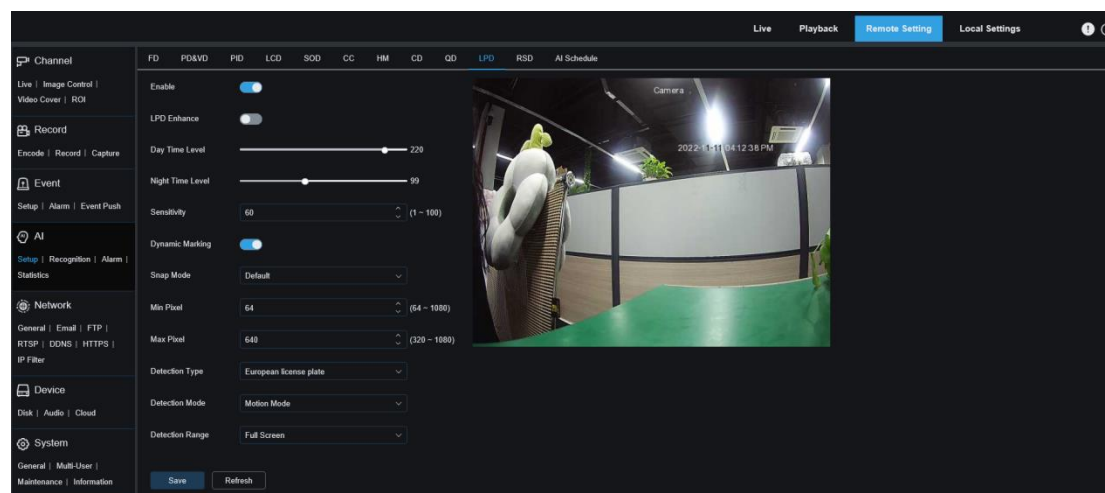 Live Playback Remote Setting Local Settings
Channel
Live | Image Control |
Video Cover | ROI
Record
Encode | Record | Capture
Event
Setup | Alarm | Event Push
AI
Setup | Recognition | Alarm |
Statistics
Network
General | Email | FTP |
RTSP | DDNS | HTTPS |
IP Filter
Device
Disk | Audio | Cloud
System
General | Multi-User |
Maintenance | Information
FD PD&VD PID LCD SOD CC HM CD QD LPD RSD AI Schedule
Enable
LPD Enhance
Day Time Level 220
Night Time Level 99
Sensitivity 60 (1 ~ 100)
Dynamic Marking
Snap Mode Default
Min Pixel 64 (64 ~ 1080)
Max Pixel 640 (320 ~ 1080)
Detection Type European license plate
Detection Mode Motion Mode
Detection Range Full Screen
Save Refresh
Camera
2022-11-11 04:12:38 PM